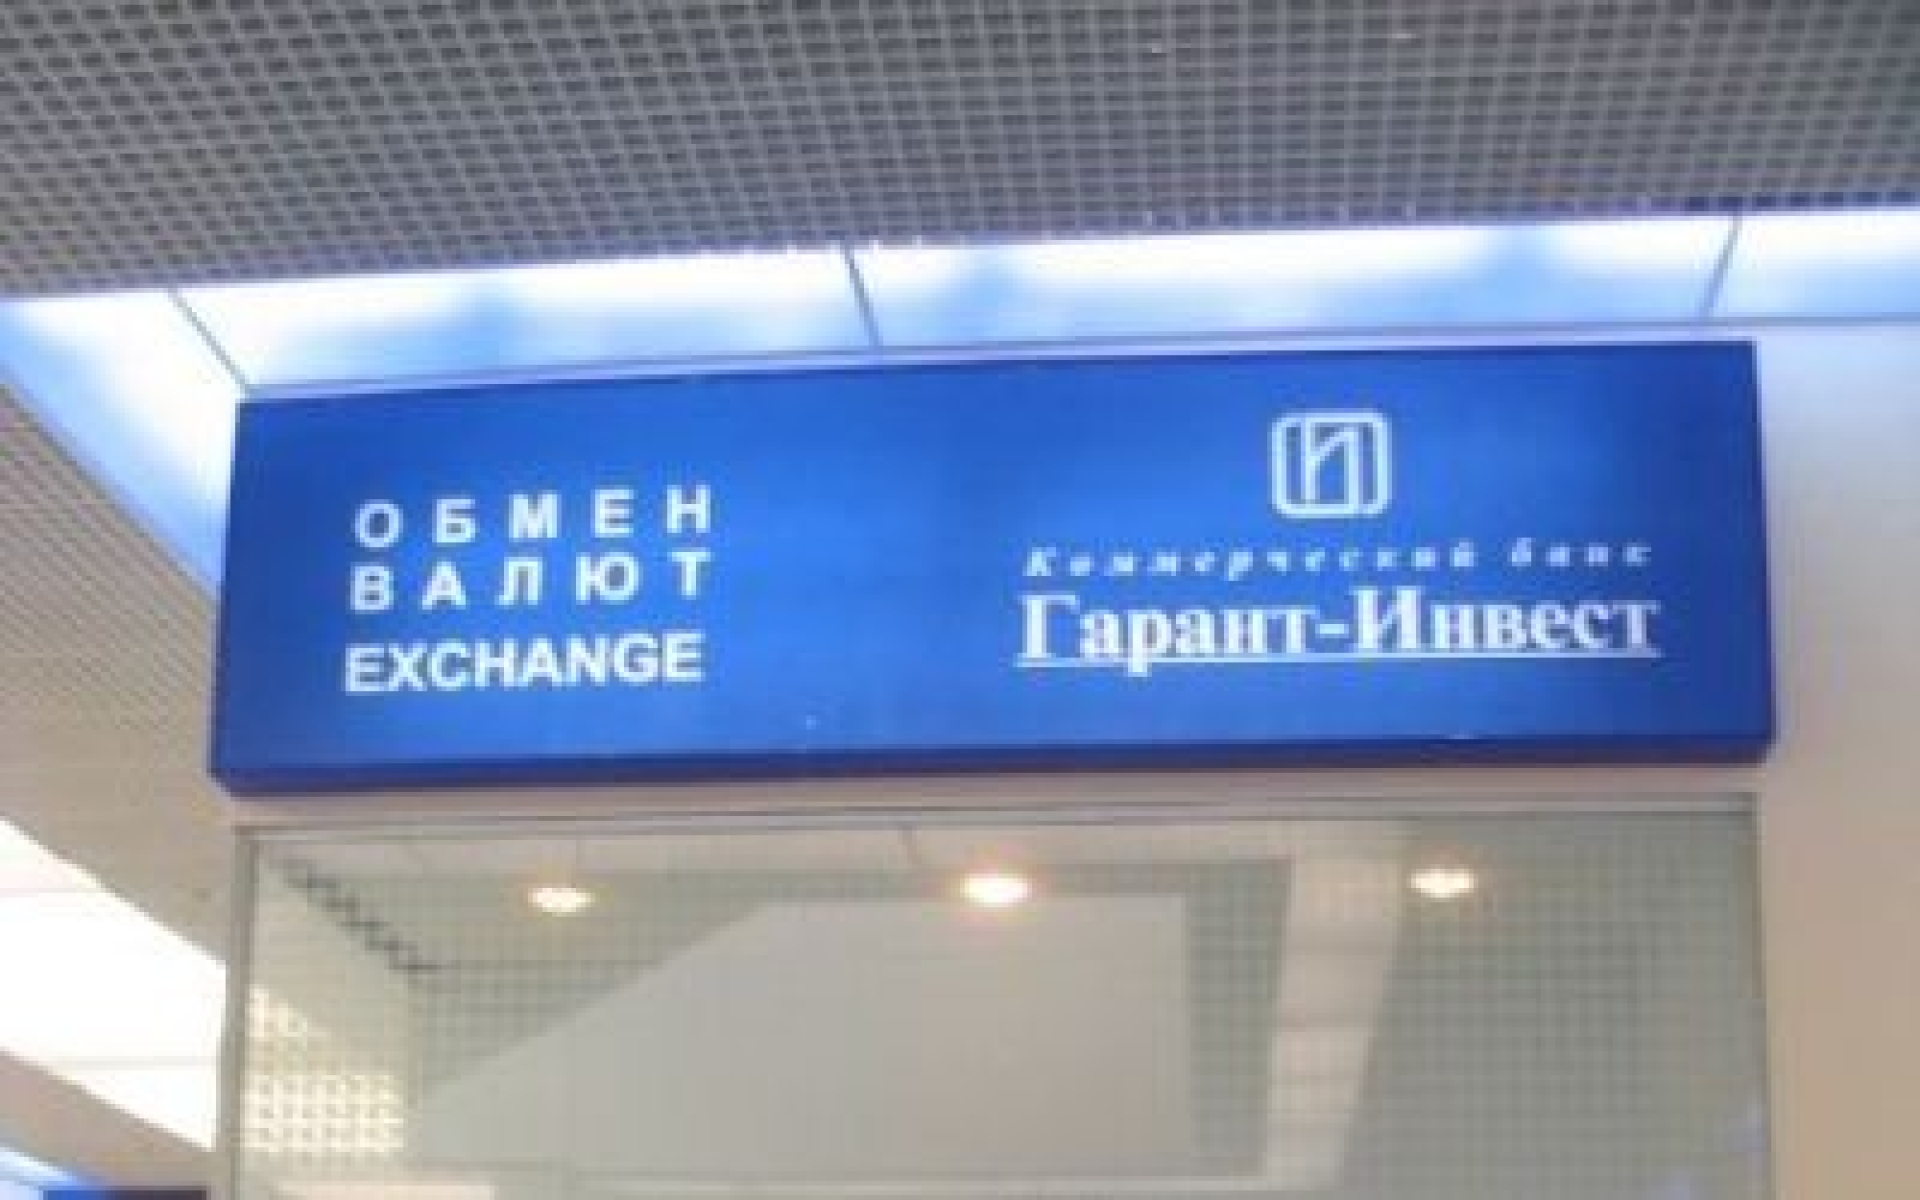 ОБМЕН
ВАЛЮТ
EXCHANGE
Коммерческий банк
Гарант-Инвест